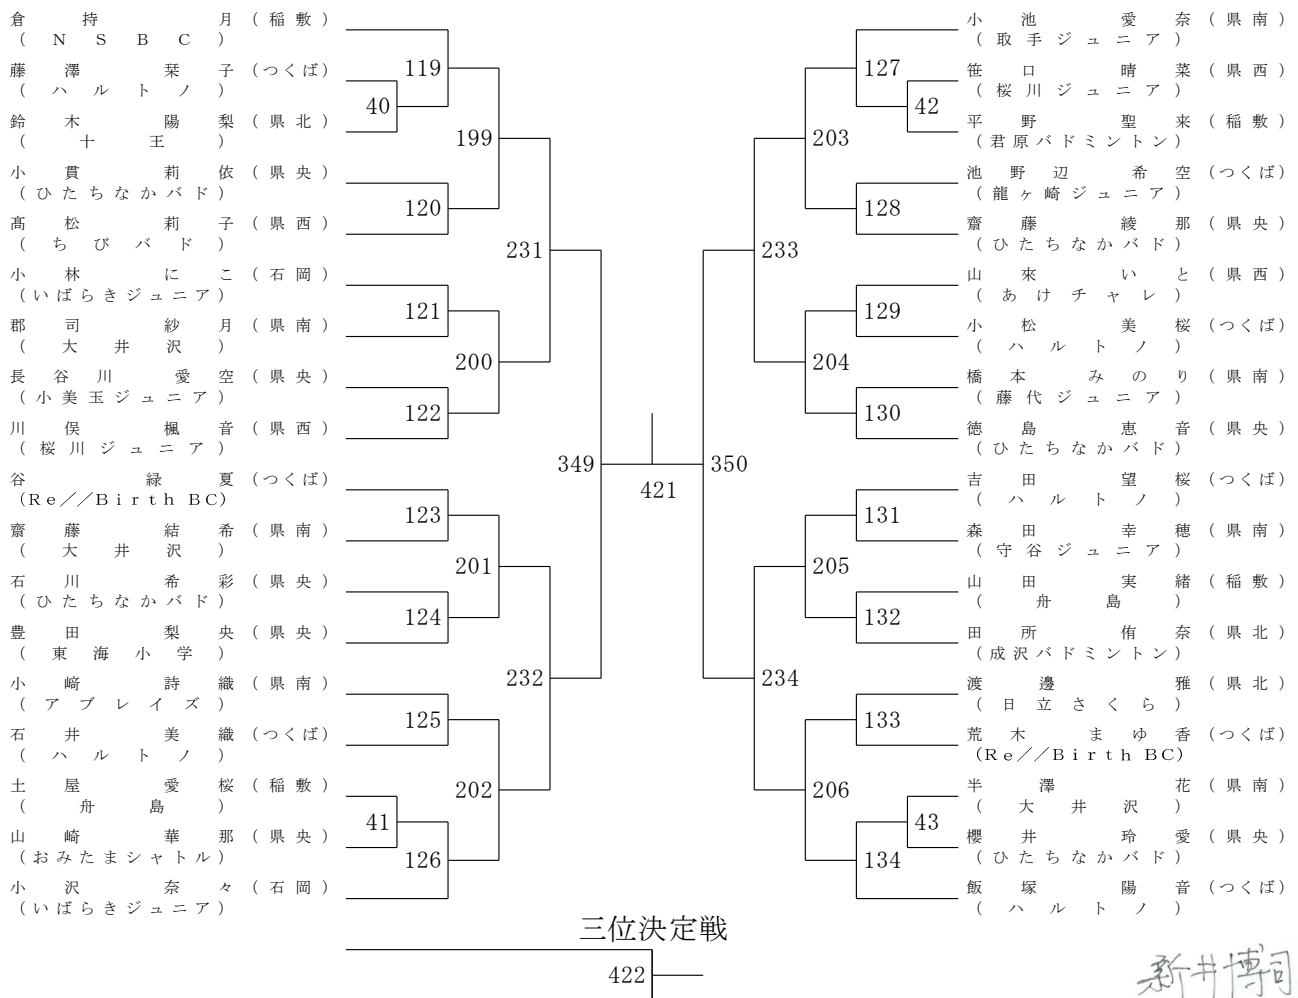 倉持　月（稲敷）
（ＮＳＢＣ）
藤澤　栞子（つくば）
（ハルトノ）
鈴木　陽梨（県北）
（十王）
小貫　莉依（県央）
（ひたちなかバド）
髙松　莉子（県西）
（ちびバド）
小林　にこ（石岡）
（いばらきジュニア）
郡司　紗月（県南）
（大井沢）
長谷川　愛空（県央）
（小美玉ジュニア）
川俣　楓音（県西）
（桜川ジュニア）
谷　緑夏（つくば）
（Ｒｅ／／Ｂｉｒｔｈ ＢＣ）
齋藤　結希（県南）
（大井沢）
石川　希彩（県央）
（ひたちなかバド）
豊田　梨央（県央）
（東海小学）
小﨑　詩織（県南）
（アブレイズ）
石井　美織（つくば）
（ハルトノ）
土屋　愛桜（稲敷）
（舟島）
山崎　華那（県央）
（おみたまシャトル）
小沢　奈々（石岡）
（いばらきジュニア）
119
40
199
120
231
121
200
122
349
123
201
124
232
125
202
41
126
421
350
127
42
203
128
233
129
204
130
131
205
132
234
133
206
43
134
小池　愛奈（県南）
（取手ジュニア）
笹口　晴菜（県西）
（桜川ジュニア）
平野　聖来（稲敷）
（君原バドミントン）
池野辺　希空（つくば）
（龍ヶ崎ジュニア）
齋藤　綾那（県央）
（ひたちなかバド）
山來　いと（県西）
（あけチャレ）
小松　美桜（つくば）
（ハルトノ）
橋本　みのり（県南）
（藤代ジュニア）
徳島　恵音（県央）
（ひたちなかバド）
吉田　望桜（つくば）
（ハルトノ）
森田　幸穂（県南）
（守谷ジュニア）
山田　実緒（稲敷）
（舟島）
田所　侑奈（県北）
（成沢バドミントン）
渡邊　雅（県北）
（日立さくら）
荒木　まゆ香（つくば）
（Ｒｅ／／Ｂｉｒｔｈ ＢＣ）
半澤　花（県南）
（大井沢）
櫻井　玲愛（県央）
（ひたちなかバド）
飯塚　陽音（つくば）
（ハルトノ）
三位決定戦
422
新井博司